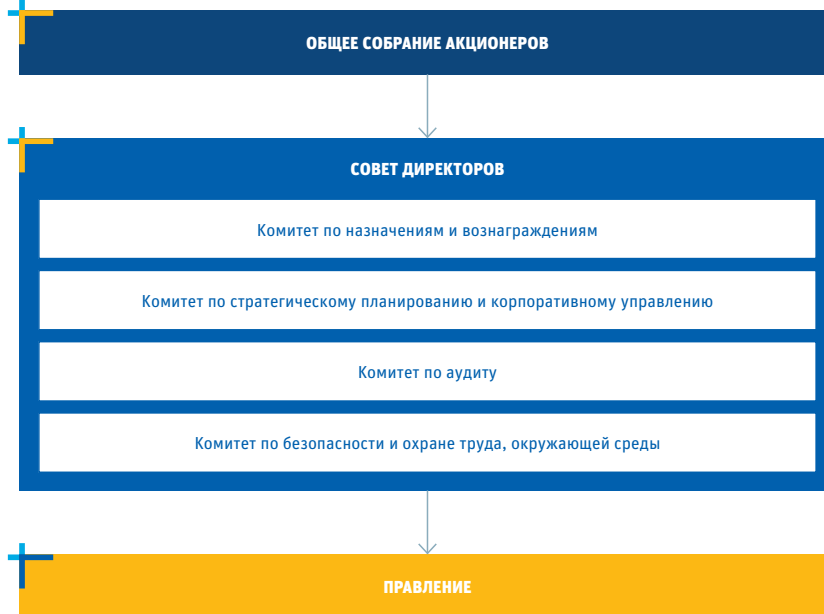 ОБЩЕЕ СОБРАНИЕ АКЦИОНЕРОВ
СОВЕТ ДИРЕКТОРОВ
Комитет по назначениям и вознаграждениям
Комитет по стратегическому планированию и корпоративному управлению
Комитет по аудиту
Комитет по безопасности и охране труда, окружающей среды
ПРАВЛЕНИЕ